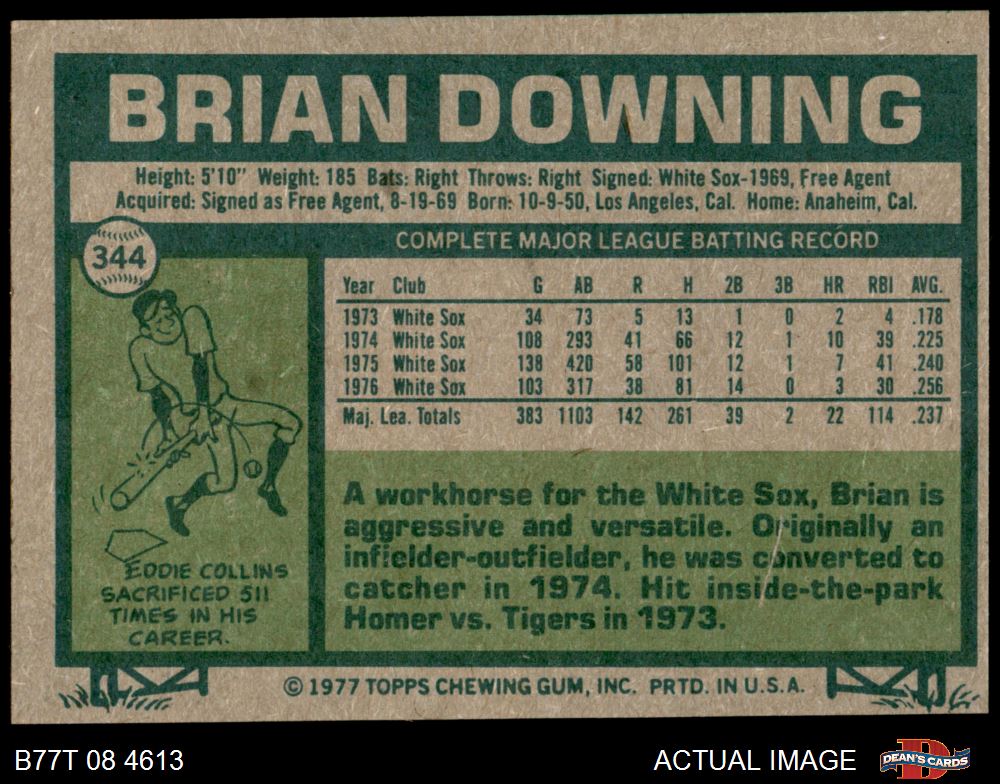 BRIAN DOWNING
Height: 5'10" Weight: 185 Bats: Right Throws: Right Signed: White Sox-1969, Free Agent
Acquired: Signed as Free Agent, 8-19-69 Born: 10-9-50, Los Angeles, Cal. Home: Anaheim, Cal.
344
COMPLETE MAJOR LEAGUE BATTING RECORD
Year Club G AB R H 2B 3B HR RBI AVG.
1973 White Sox 34 73 5 13 1 0 2 4 .178
1974 White Sox 108 293 41 66 12 1 10 39 .225
1975 White Sox 138 420 58 101 12 1 7 41 .240
1976 White Sox 103 317 38 81 14 0 3 30 .256
Maj. Lea. Totals 383 1103 142 261 39 2 22 114 .237
EDDIE COLLINS
SACRIFICED 511
TIMES IN HIS
CAREER.
A workhorse for the White Sox, Brian is
aggressive and versatile. Originally an
infielder-outfielder, he was converted to
catcher in 1974. Hit inside-the-park
Homer vs. Tigers in 1973.
© 1977 TOPPS CHEWING GUM, INC. PRTD. IN U.S.A.
B77T 08 4613
ACTUAL IMAGE
D
DEAN'S CARDS